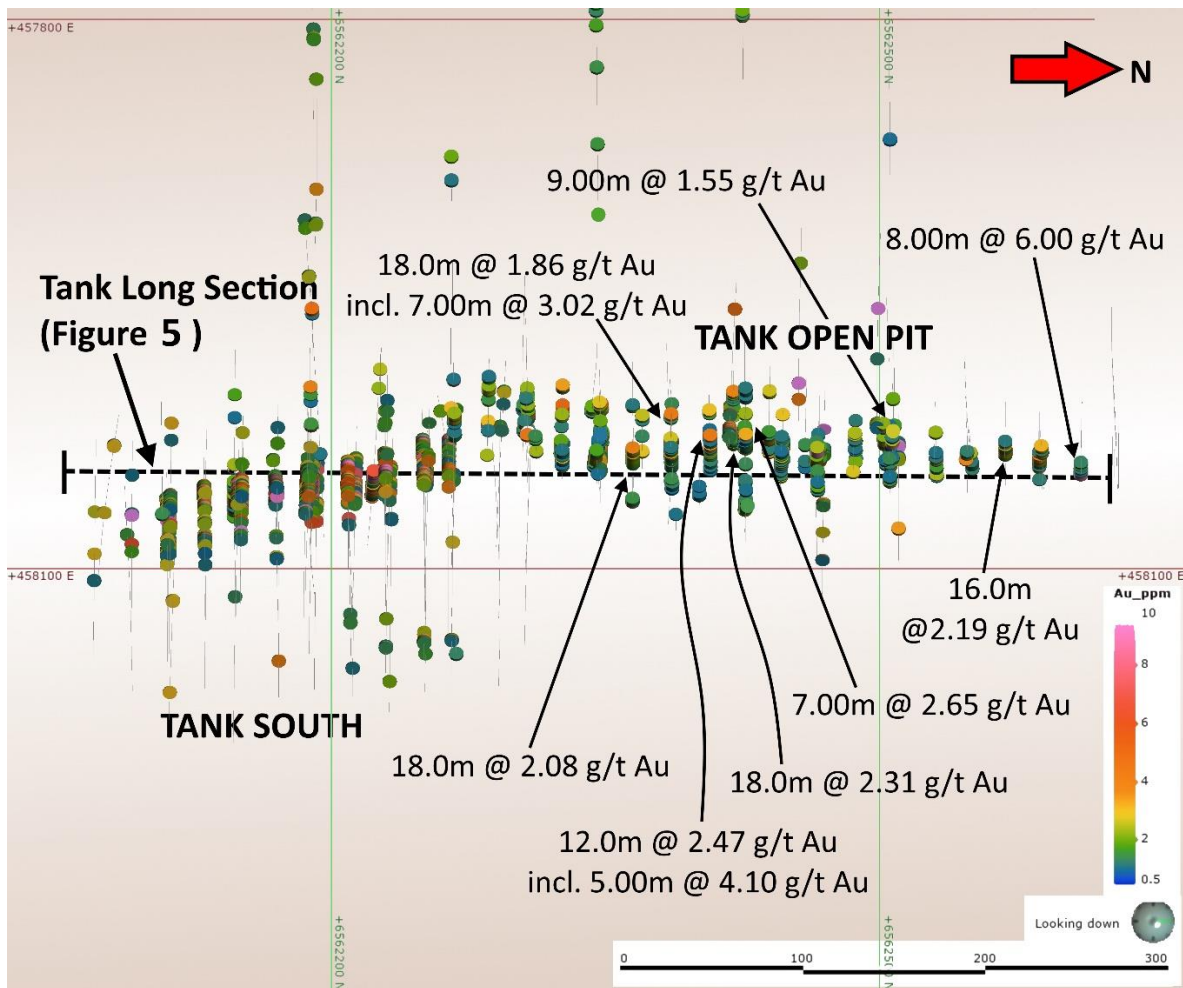 +457800 E
+6562200 N
+6562500 N
N
9.00m @ 1.55 g/t Au
8.00m @ 6.00 g/t Au
18.0m @ 1.86 g/t Au
incl. 7.00m @ 3.02 g/t Au
Tank Long Section
(Figure 5 )
TANK OPEN PIT
+458100 E
+458100 E
16.0m
@2.19 g/t Au
Au_ppm
10
8
6
4
2
0.5
TANK SOUTH
7.00m @ 2.65 g/t Au
18.0m @ 2.08 g/t Au
18.0m @ 2.31 g/t Au
12.0m @ 2.47 g/t Au
incl. 5.00m @ 4.10 g/t Au
Looking down
+6562200 N
+6562500 N
0
100
200
300